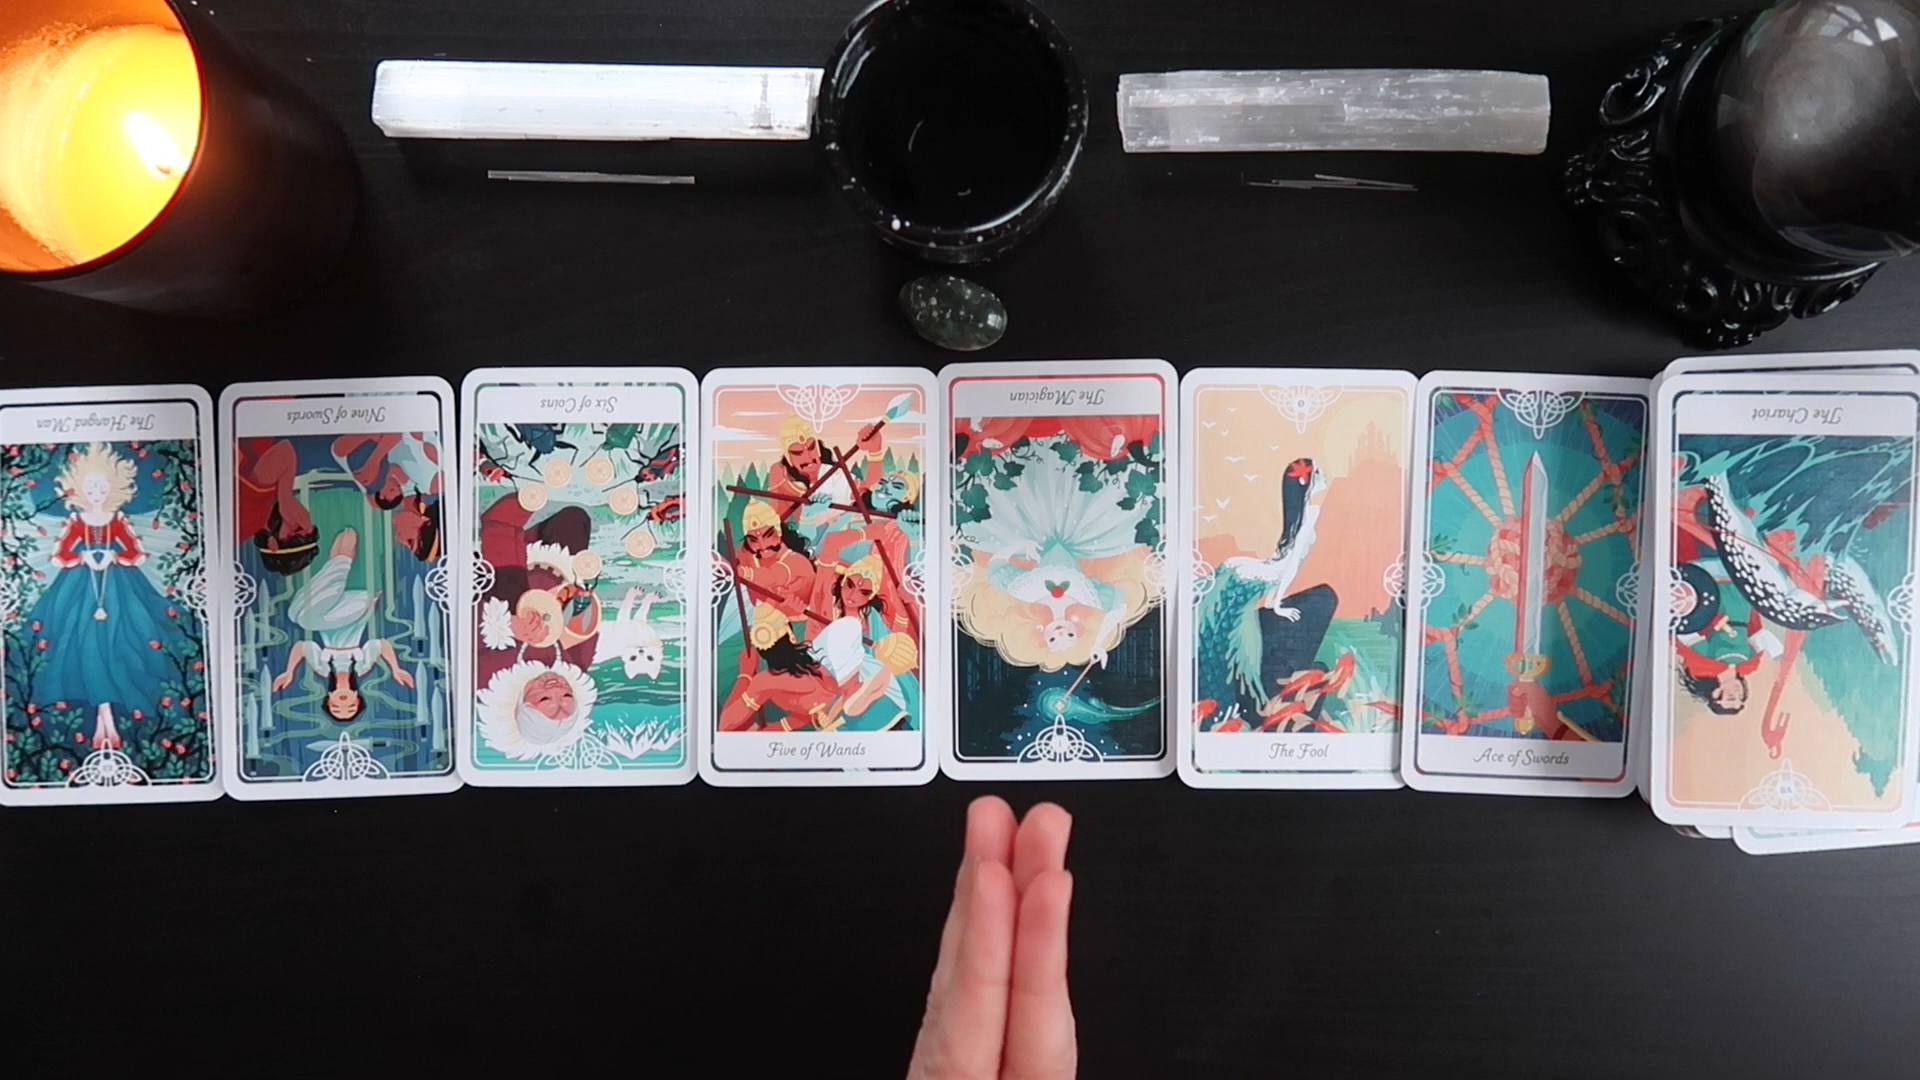 The Hanged Man
Nine of Swords
Six of Coins
Five of Wands
The Magician
The Fool
Ace of Swords
The Chariot
VII